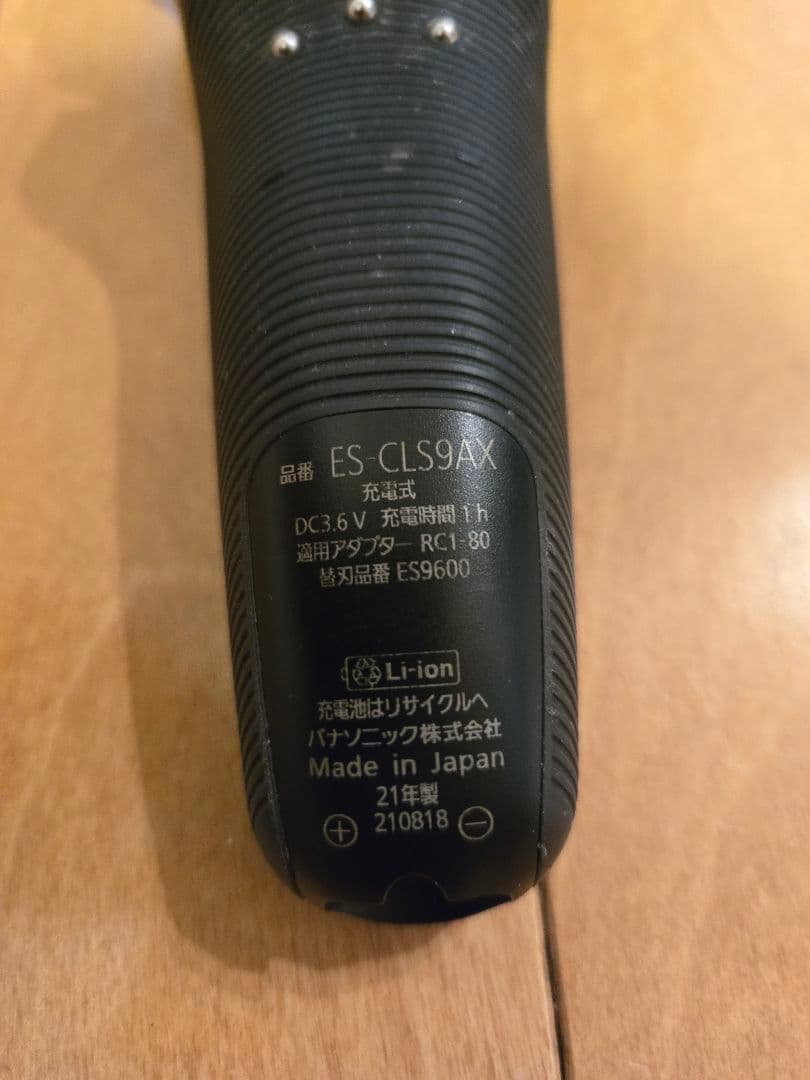 品番 ES-CLS9AX
充電式
DC3.6V 充電時間1h
適用アダプター RC1-80
替刃品番 ES9600
Li-ion
充電池はリサイクルへ
パナソニック株式会社
Made in Japan
21年製
+ 210818 −